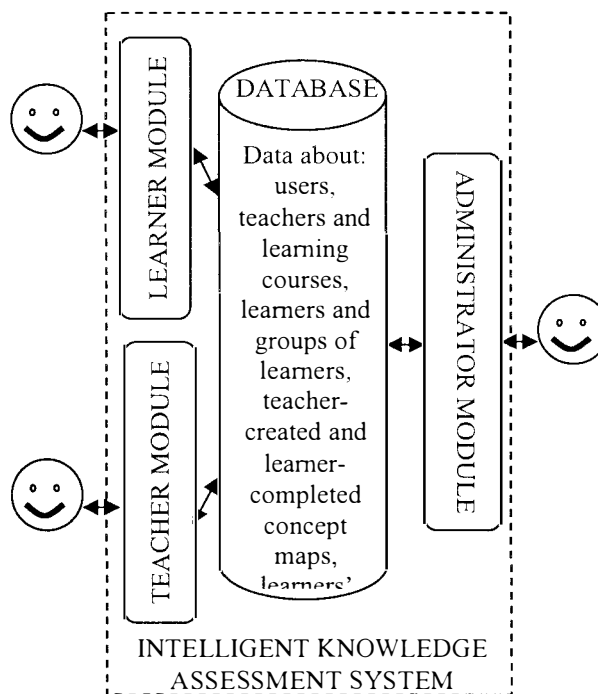 LEARNER MODULE
TEACHER MODULE
DATABASE
Data about:
users,
teachers and
learning
courses,
learners and
groups of
learners,
teacher-
created and
learner-
completed
concept
maps,
learners'
ADMINISTRATOR MODULE
INTELLIGENT KNOWLEDGE
ASSESSMENT SYSTEM